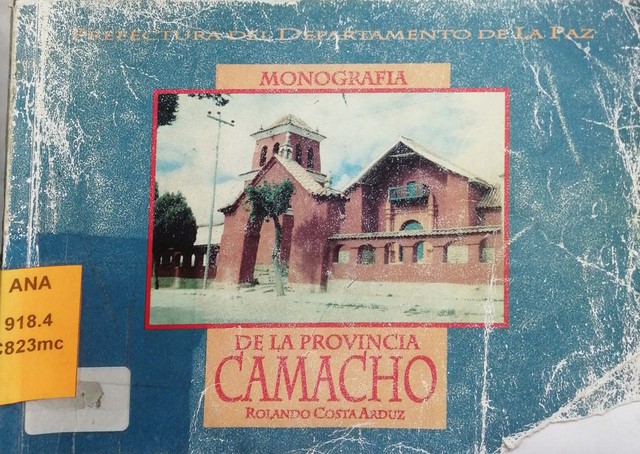 PREFECTURA DEL DEPARTAMENTO DE LA PAZ
MONOGRAFIA
DE LA PROVINCIA
CAMACHO
ROLANDO COSTA ARDUZ
ANA
918.4
C823mc